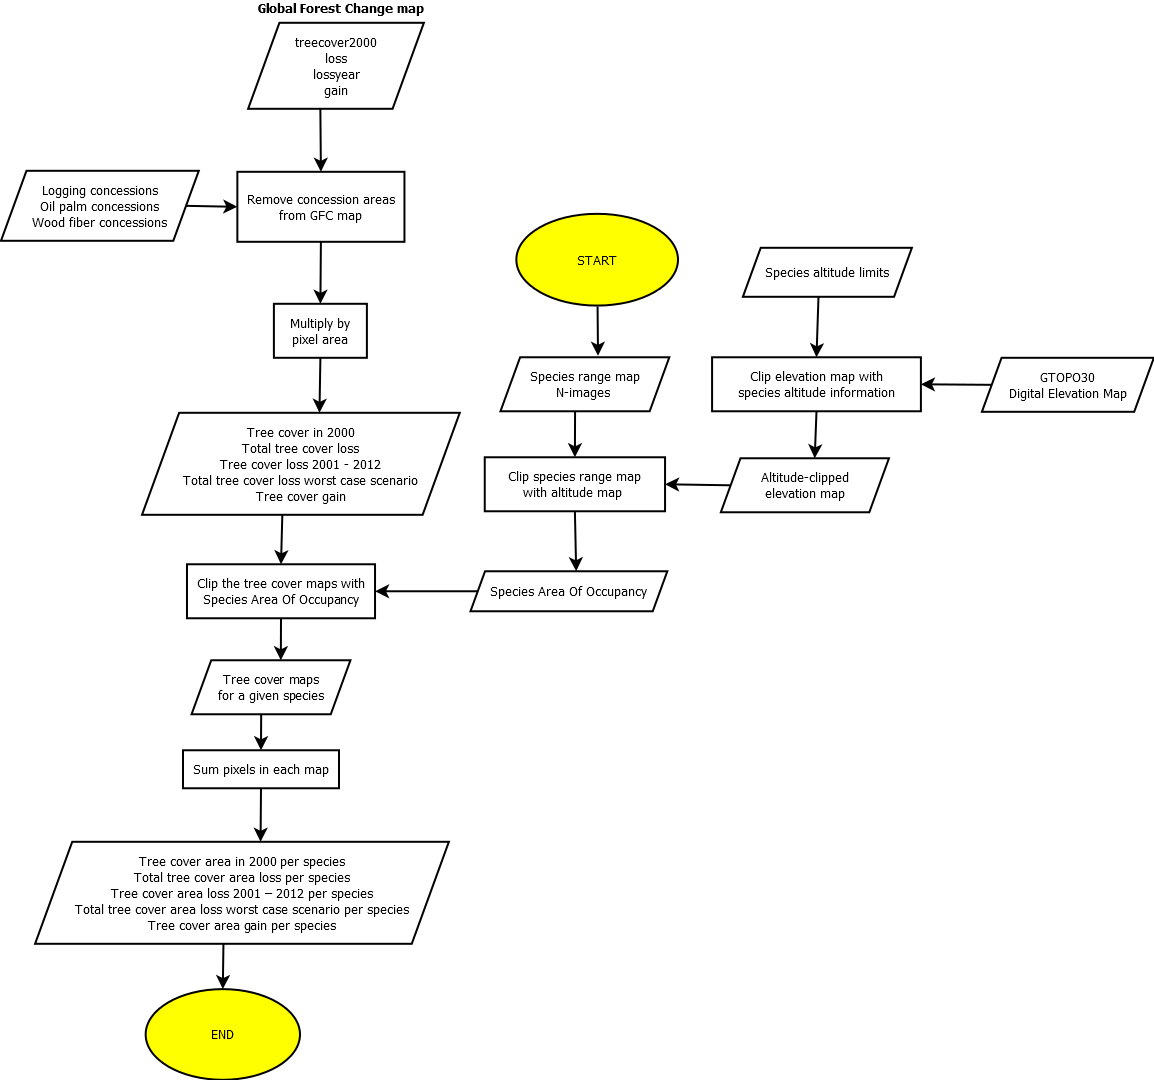 Global Forest Change map
treecover2000
loss
lossyear
gain
Logging concessions
Oil palm concessions
Wood fiber concessions
Remove concession areas
from GFC map
START
Species altitude limits
Multiply by
pixel area
Species range map
N-images
Clip elevation map with
species altitude information
GTOPO30
Digital Elevation Map
Tree cover in 2000
Total tree cover loss
Tree cover loss 2001 - 2012
Total tree cover loss worst case scenario
Tree cover gain
Clip species range map
with altitude map
Altitude-clipped
elevation map
Clip the tree cover maps with
Species Area Of Occupancy
Species Area Of Occupancy
Tree cover maps
for a given species
Sum pixels in each map
Tree cover area in 2000 per species
Total tree cover area loss per species
Tree cover area loss 2001 – 2012 per species
Total tree cover area loss worst case scenario per species
Tree cover area gain per species
END